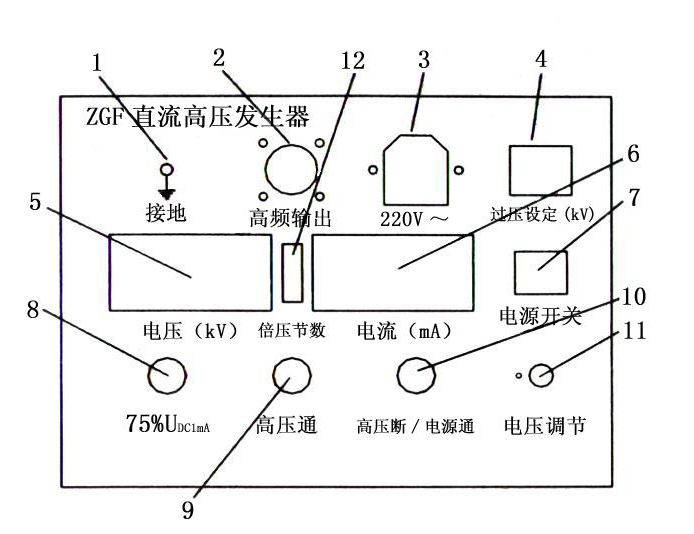 1
2
12
3
4
ZGF 直流高压发生器
6
接地
高频输出
220V ～
过压设定 (kV)
7
5
电压（kV）
倍压节数
电流（mA）
电源开关
10
8
11
75%U_DC1mA
高压通
高压断 / 电源通
电压调节
9